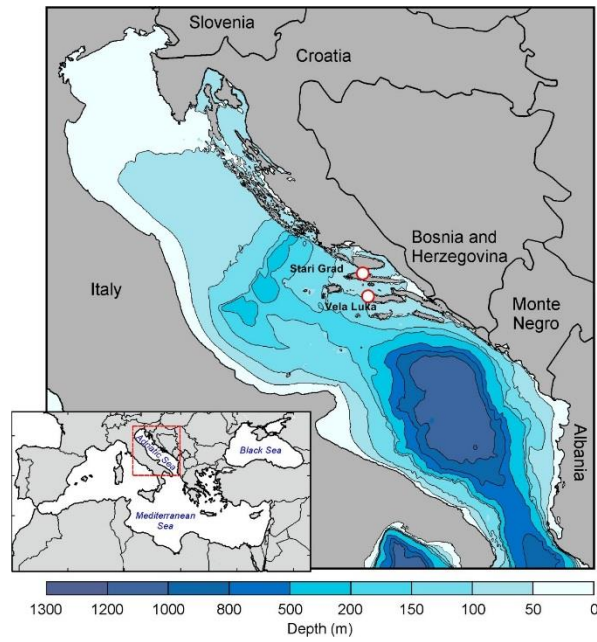 Slovenia
Croatia
Bosnia and
Herzegovina
Stari Grad
Italy
Vela Luka
Monte
Negro
Albania
Adriatic Sea
Black Sea
Mediterranean
Sea
1300 1200 1000 800 500 200 150 100 50 0
Depth (m)